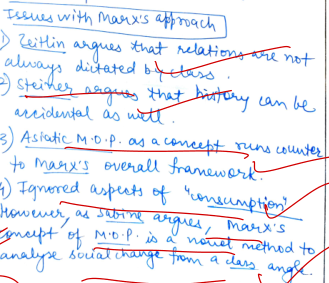 Issues with Marx's approach
1) Zeitlin argues that relations are not
always dictated by class.
2) Steiner argues that history can be
accidental as well.
3) Asiatic M.O.P. as a concept runs counter
to Marx's overall framework.
4) Ignored aspects of "consumption"
However, as Sabine argues, Marx's
concept of M.O.P. is a novel method to
analyse social change from a class angle.